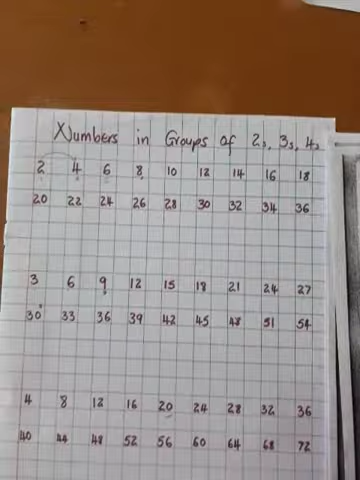 Numbers in Groups of 2s, 3s, 4s
2 4 6 8 10 12 14 16 18
20 22 24 26 28 30 32 34 36
3 6 9 12 15 18 21 24 27
30 33 36 39 42 45 48 51 54
4 8 12 16 20 24 28 32 36
40 44 48 52 56 60 64 68 72